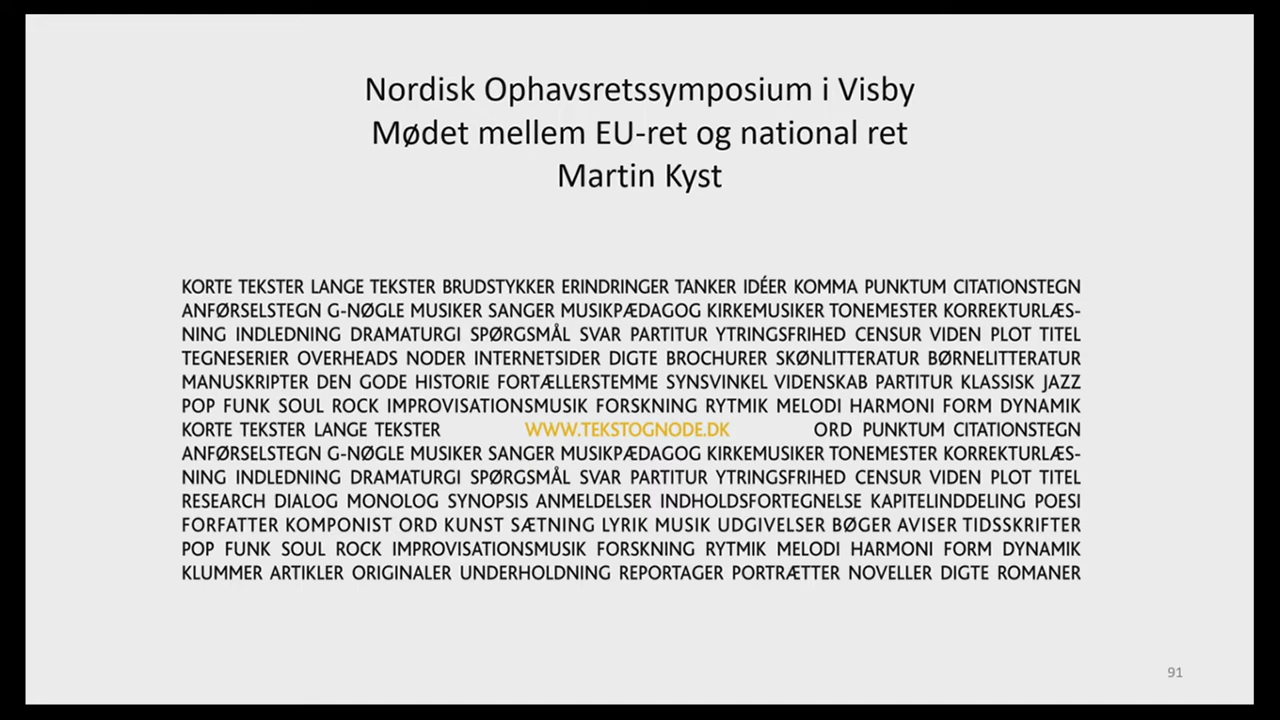 Nordisk Ophavsretssymposium i Visby
Mødet mellem EU-ret og national ret
Martin Kyst
KORTE TEKSTER LANGE TEKSTER BRUDSTYKKER ERINDRINGER TANKER IDÉER KOMMA PUNKTUM CITATIONSTEGN
ANFØRSELSTEGN G-NØGLE MUSIKER SANGER MUSIKPÆDAGOG KIRKEMUSIKER TONEMESTER KORREKTURLÆS-
NING INDLEDNING DRAMATURGI SPØRGSMÅL SVAR PARTITUR YTRINGSFRIHED CENSUR VIDEN PLOT TITEL
TEGNESERIER OVERHEADS NODER INTERNETSIDER DIGTE BROCHURER SKØNLITTERATUR BØRNELITTERATUR
MANUSKRIPTER DEN GODE HISTORIE FORTÆLLERSTEMME SYNSVINKEL VIDENSKAB PARTITUR KLASSISK JAZZ
POP FUNK SOUL ROCK IMPROVISATIONSMUSIK FORSKNING RYTMIK MELODI HARMONI FORM DYNAMIK
KORTE TEKSTER LANGE TEKSTER WWW.TEKSTOGNODE.DK ORD PUNKTUM CITATIONSTEGN
ANFØRSELSTEGN G-NØGLE MUSIKER SANGER MUSIKPÆDAGOG KIRKEMUSIKER TONEMESTER KORREKTURLÆS-
NING INDLEDNING DRAMATURGI SPØRGSMÅL SVAR PARTITUR YTRINGSFRIHED CENSUR VIDEN PLOT TITEL
RESEARCH DIALOG MONOLOG SYNOPSIS ANMELDELSER INDHOLDSFORTEGNELSE KAPITELINDDELING POESI
FORFATTER KOMPONIST ORD KUNST SÆTNING LYRIK MUSIK UDGIVELSER BØGER AVISER TIDSSKRIFTER
POP FUNK SOUL ROCK IMPROVISATIONSMUSIK FORSKNING RYTMIK MELODI HARMONI FORM DYNAMIK
KLUMMER ARTIKLER ORIGINALER UNDERHOLDNING REPORTAGER PORTRÆTTER NOVELLER DIGTE ROMANER
91